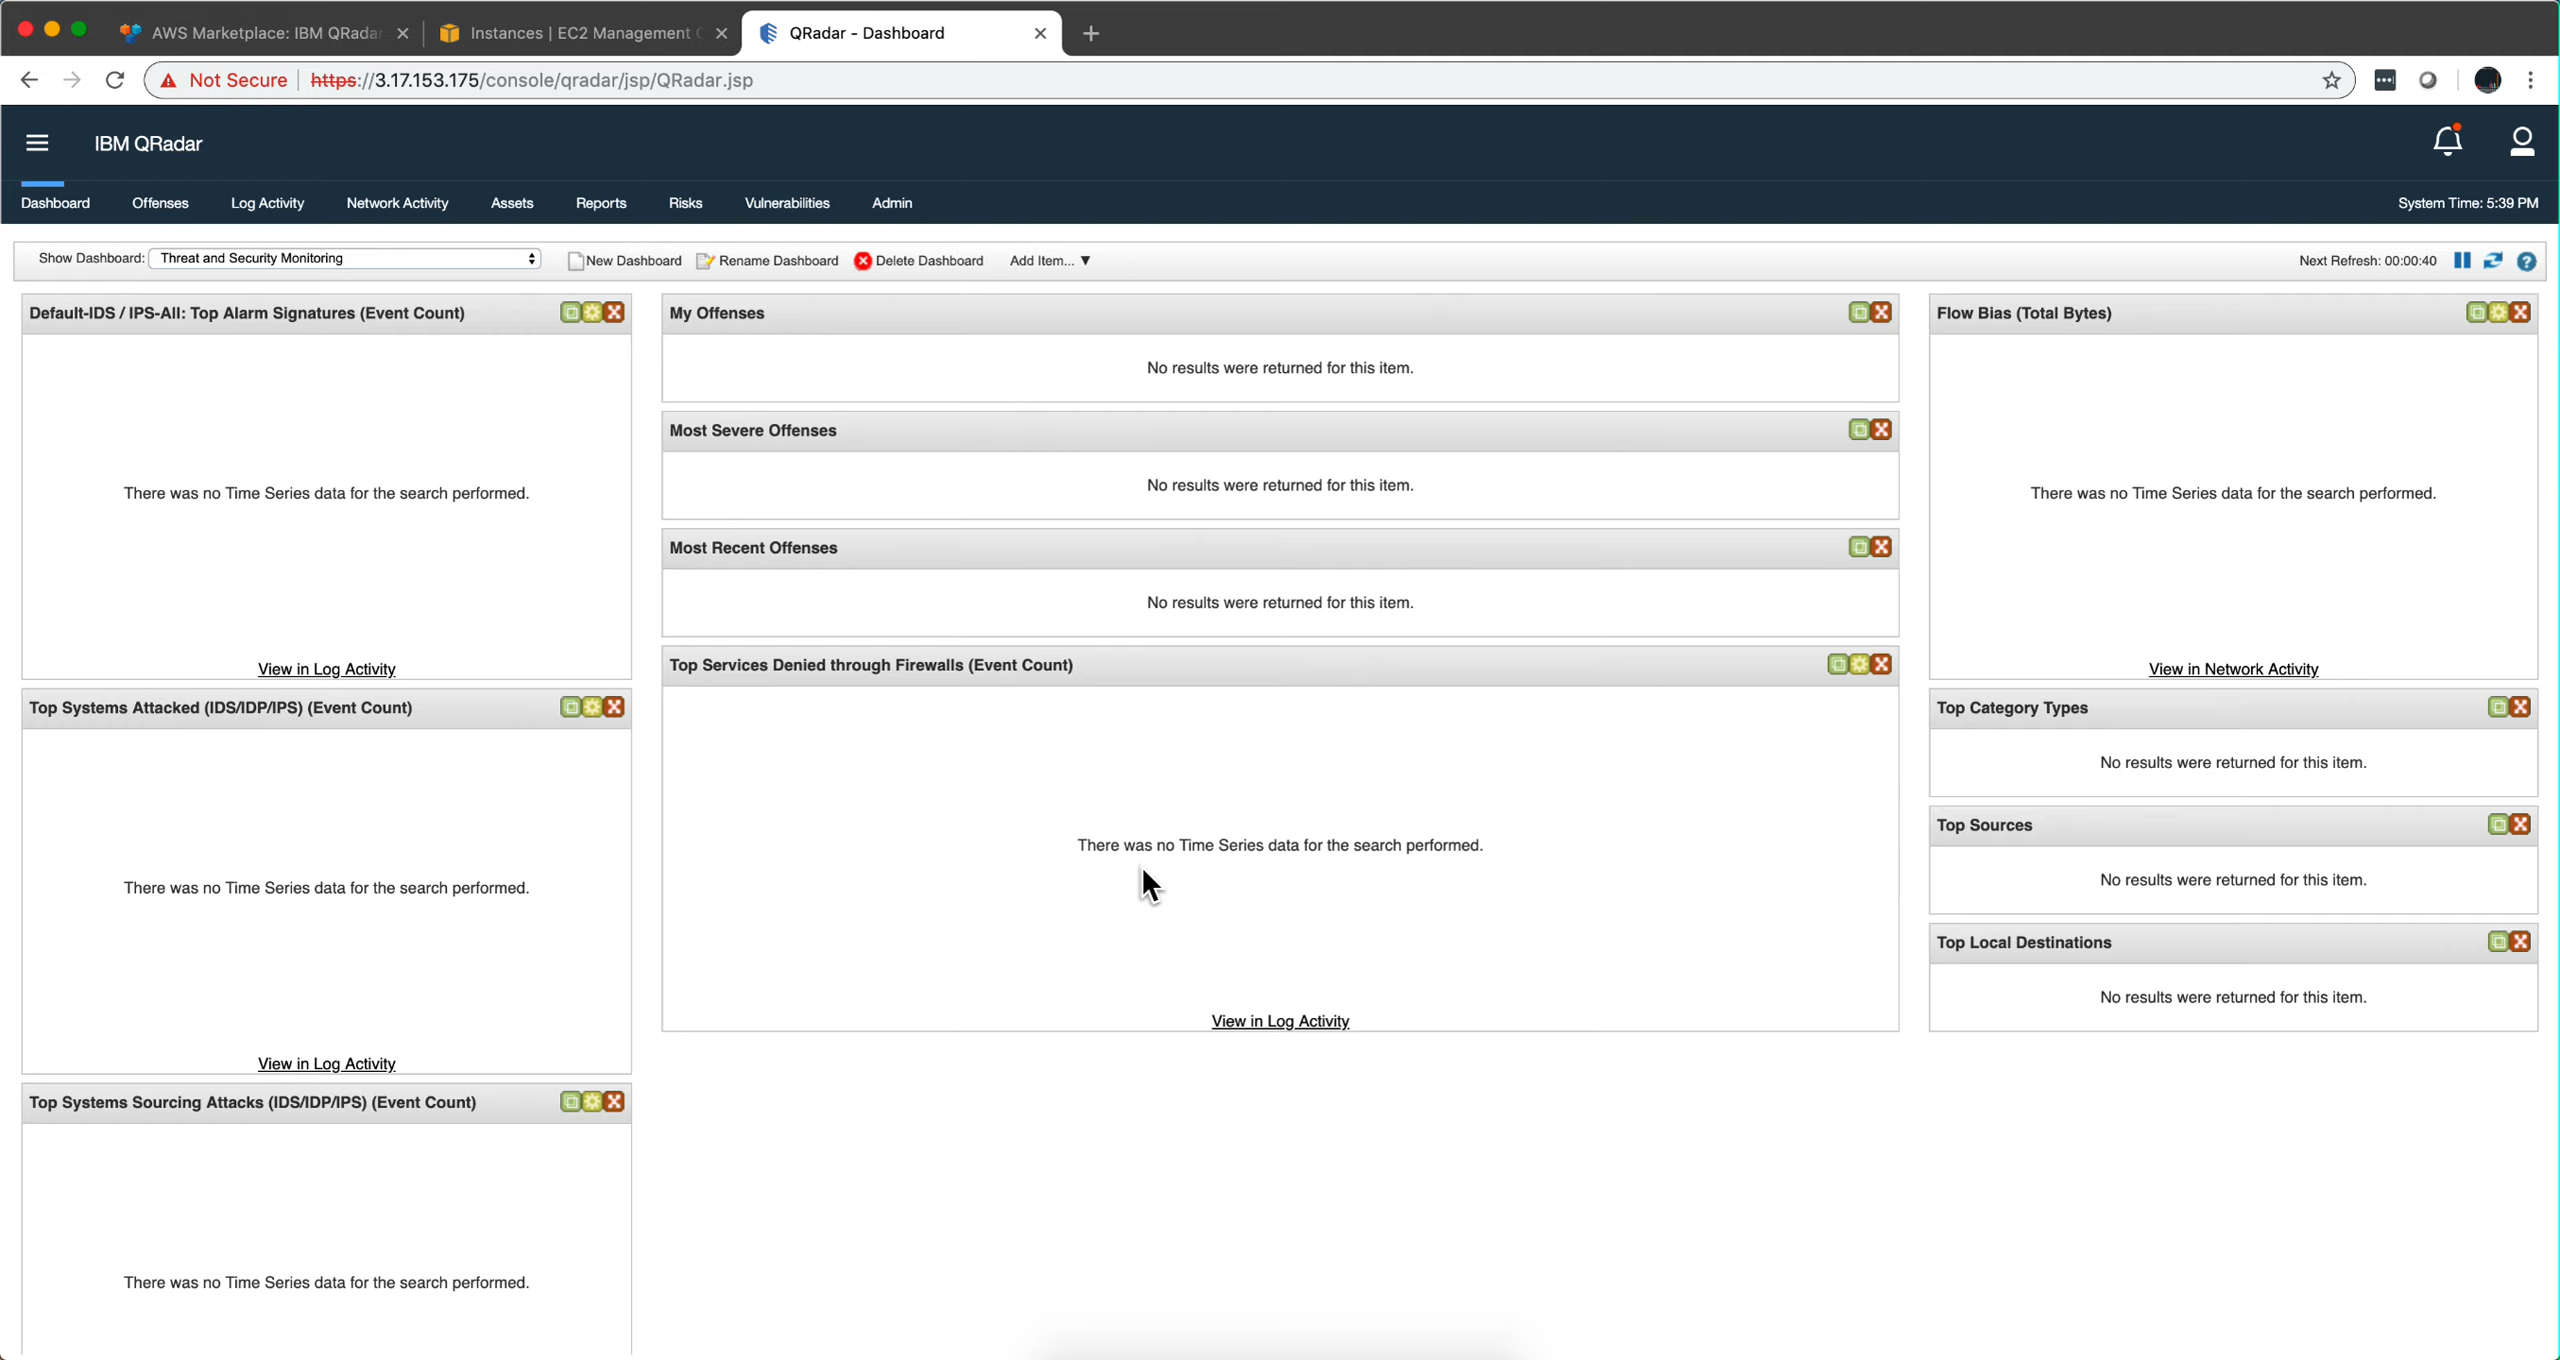 AWS Marketplace: IBM QRadar
Instances | EC2 Management C
QRadar - Dashboard
Not Secure
https://3.17.153.175/console/qradar/jsp/QRadar.jsp
IBM QRadar
Dashboard
Offenses
Log Activity
Network Activity
Assets
Reports
Risks
Vulnerabilities
Admin
System Time: 5:39 PM
Show Dashboard:
Threat and Security Monitoring
New Dashboard
Rename Dashboard
Delete Dashboard
Add Item... ▼
Next Refresh: 00:00:40
Default-IDS / IPS-All: Top Alarm Signatures (Event Count)
There was no Time Series data for the search performed.
View in Log Activity
Top Systems Attacked (IDS/IDP/IPS) (Event Count)
There was no Time Series data for the search performed.
View in Log Activity
Top Systems Sourcing Attacks (IDS/IDP/IPS) (Event Count)
There was no Time Series data for the search performed.
My Offenses
No results were returned for this item.
Most Severe Offenses
No results were returned for this item.
Most Recent Offenses
No results were returned for this item.
Top Services Denied through Firewalls (Event Count)
There was no Time Series data for the search performed.
View in Log Activity
Flow Bias (Total Bytes)
There was no Time Series data for the search performed.
View in Network Activity
Top Category Types
No results were returned for this item.
Top Sources
No results were returned for this item.
Top Local Destinations
No results were returned for this item.